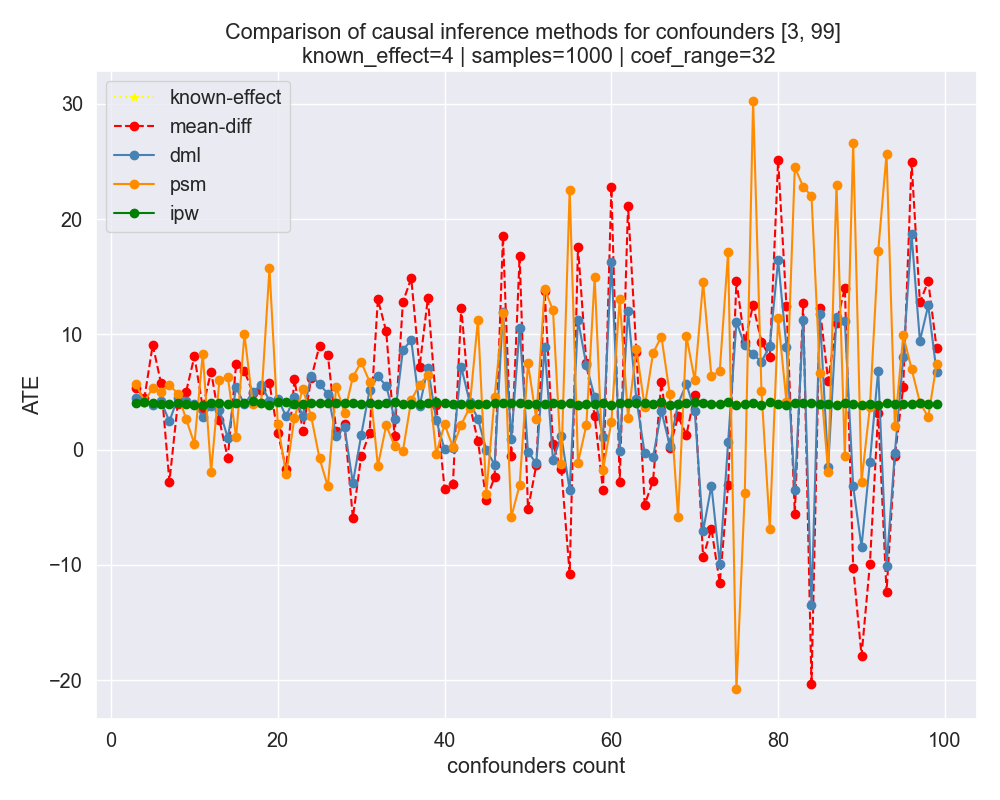 Comparison of causal inference methods for confounders [3, 99]
known_effect=4 | samples=1000 | coef_range=32
known-effect
mean-diff
dml
psm
ipw
30
20
10
0
−10
−20
ATE
0
20
40
60
80
100
confounders count